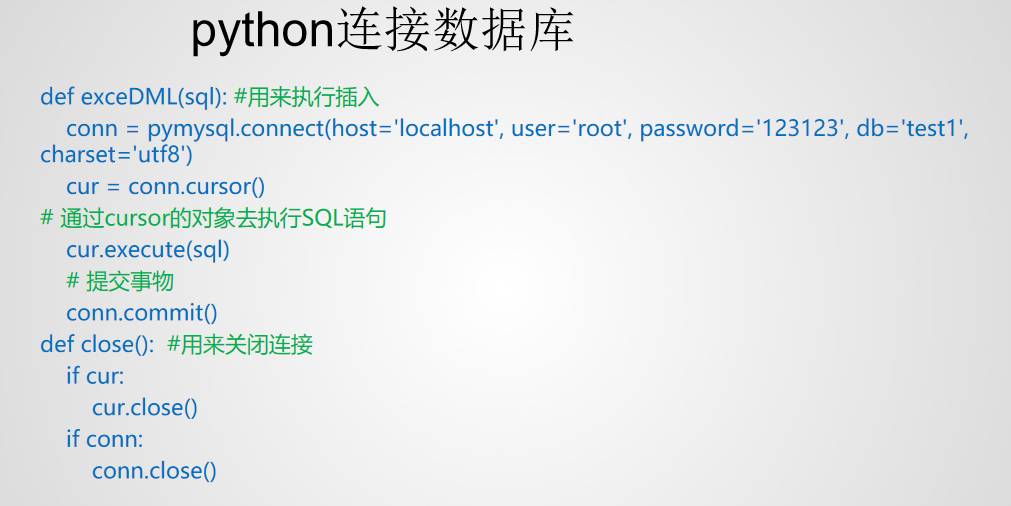 python连接数据库
def exceDML(sql): #用来执行插入
conn = pymysql.connect(host='localhost', user='root', password='123123', db='test1',
charset='utf8')
cur = conn.cursor()
# 通过cursor的对象去执行SQL语句
cur.execute(sql)
# 提交事物
conn.commit()
def close(): #用来关闭连接
if cur:
cur.close()
if conn:
conn.close()